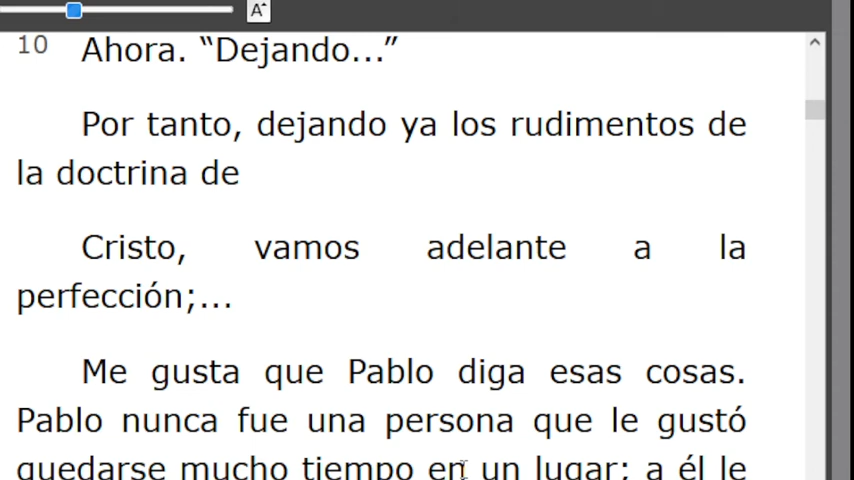 A
10 Ahora. “Dejando...”
Por tanto, dejando ya los rudimentos de
la doctrina de
Cristo, vamos adelante a la
perfección;...
Me gusta que Pablo diga esas cosas.
Pablo nunca fue una persona que le gustó
quedarse mucho tiempo en un lugar; a él le